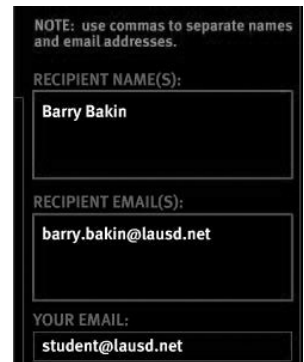 NOTE: use commas to separate names
and email addresses.
RECIPIENT NAME(S):
Barry Bakin
RECIPIENT EMAIL(S):
barry.bakin@lausd.net
YOUR EMAIL:
student@lausd.net